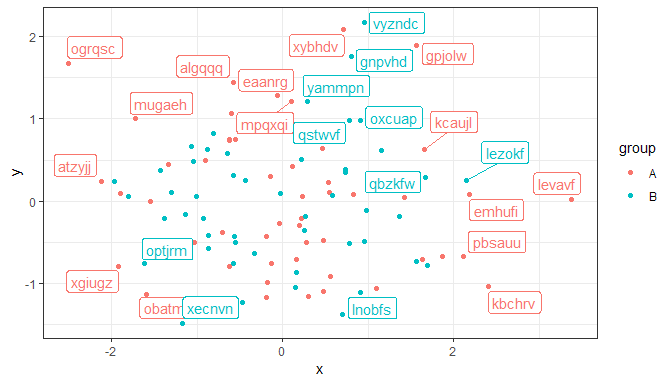 vyzndc
xybhdv
ogrqsc
gpjolw
gnpvhd
algqqq
eaanrg
yammpn
mugaeh
mpqxqi
qstwvf
oxcuap
kcaujl
lezokf
atzyjj
qbzkfw
levavf
emhufi
optjrm
pbsauu
xgiugz
xecnvn
lnobfs
kbchrv
2
1
0
-1
y
-2
0
2
x
group
A
B